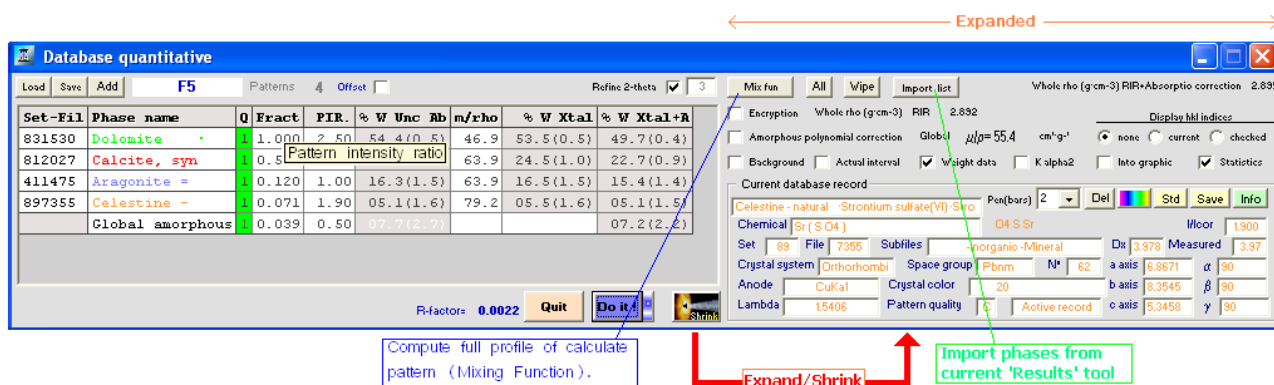 Expanded
Database quantitative
Load Save Add F5 Patterns 4 Offset Refine 2-theta 3
Mix fun All Wipe Import list Whole rho (g·cm-3) RIR+Absorptio correction 2.895
Set-Fil Phase name Q Fract PIR. % W Unc Ab m/rho % W Xtal % W Xtal+A
831530 Dolomite · 1 1.000 2.50 54.4(0.5) 46.9 53.5(0.5) 49.7(0.4)
812027 Calcite, syn 1 0.5 63.9 24.5(1.0) 22.7(0.9)
Pattern intensity ratio
411475 Aragonite = 1 0.120 1.00 16.3(1.5) 63.9 16.5(1.5) 15.4(1.4)
897355 Celestine - 1 0.071 1.90 05.1(1.6) 79.2 05.5(1.6) 05.1(1.5)
Global amorphous 1 0.039 0.50 07.7(2.7) 07.2(2.2)
R-factor= 0.0022 Quit Do it ! Shrink
Encryption Whole rho (g·cm-3) RIR 2.892 Display hkl indices
Amorphous polynomial correction Global μ/ρ= 55.4 cm²·g-¹ none current checked
Background Actual interval Weight data K alpha2 Into graphic Statistics
Current database record
Celestine - natural ·Strontium sulfate(VI) ·Stro Pen(bars) 2 Del Std Save Info
Chemical Sr ( S O4 ) O4 S Sr I/Icor 1.900
Set 89 File 7355 Subfiles ·Inorganic ·Mineral Dx 3.978 Measured 3.97
Crystal system Orthorhombi Space group Pbnm Nº 62 a axis 6.8671 α 90
Anode CuKa1 Crystal color 20 b axis 8.3545 β 90
Lambda 1.5406 Pattern quality C Active record c axis 5.3458 γ 90
Compute full profile of calculate
pattern (Mixing Function).
Expand/Shrink
Import phases from
current 'Results' tool